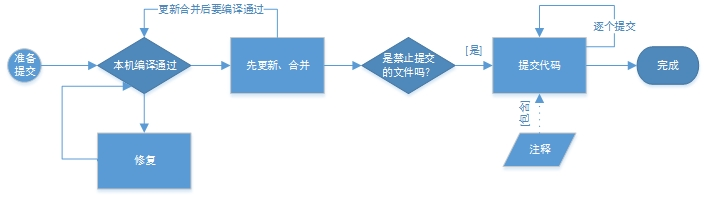 更新合并后要编译通过
逐个提交
准备
提交
本机编译通过
先更新、合并
是禁止提交
的文件吗?
[是]
提交代码
完成
[包含]
修复
注释